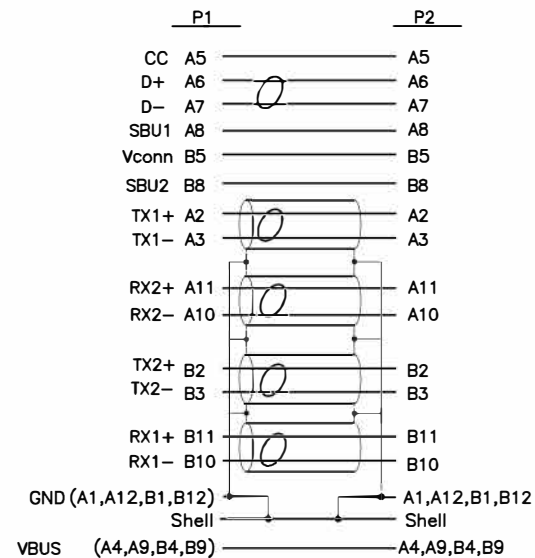 P1 P2
CC A5 A5
D+ A6 A6
D− A7 A7
SBU1 A8 A8
Vconn B5 B5
SBU2 B8 B8
TX1+ A2 A2
TX1− A3 A3
RX2+ A11 A11
RX2− A10 A10
TX2+ B2 B2
TX2− B3 B3
RX1+ B11 B11
RX1− B10 B10
GND (A1,A12,B1,B12) A1,A12,B1,B12
Shell Shell
VBUS (A4,A9,B4,B9) A4,A9,B4,B9